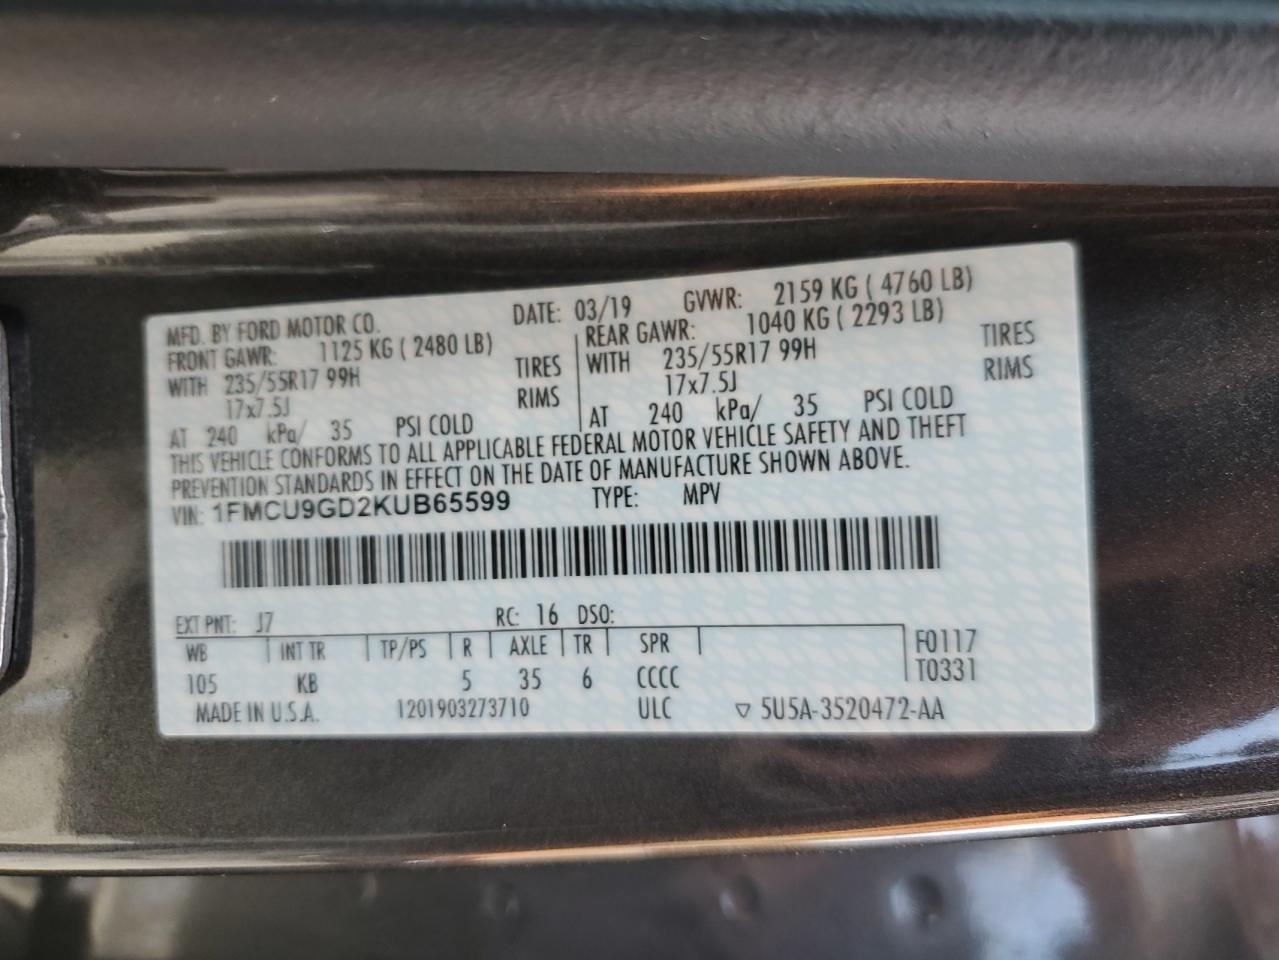 MFD. BY FORD MOTOR CO. DATE: 03/19 GVWR: 2159 KG ( 4760 LB)
FRONT GAWR: 1125 KG ( 2480 LB) REAR GAWR: 1040 KG ( 2293 LB)
WITH 235/55R17 99H TIRES WITH 235/55R17 99H TIRES
17x7.5J RIMS 17x7.5J RIMS
AT 240 kPa/ 35 PSI COLD AT 240 kPa/ 35 PSI COLD
THIS VEHICLE CONFORMS TO ALL APPLICABLE FEDERAL MOTOR VEHICLE SAFETY AND THEFT
PREVENTION STANDARDS IN EFFECT ON THE DATE OF MANUFACTURE SHOWN ABOVE.
VIN: 1FMCU9GD2KUB65599 TYPE: MPV
EXT PNT: J7 RC: 16 DSO:
WB INT TR TP/PS R AXLE TR SPR F0117
105 KB 5 35 6 CCCC T0331
MADE IN U.S.A. 1201903273710 ULC ▽ 5U5A-3520472-AA